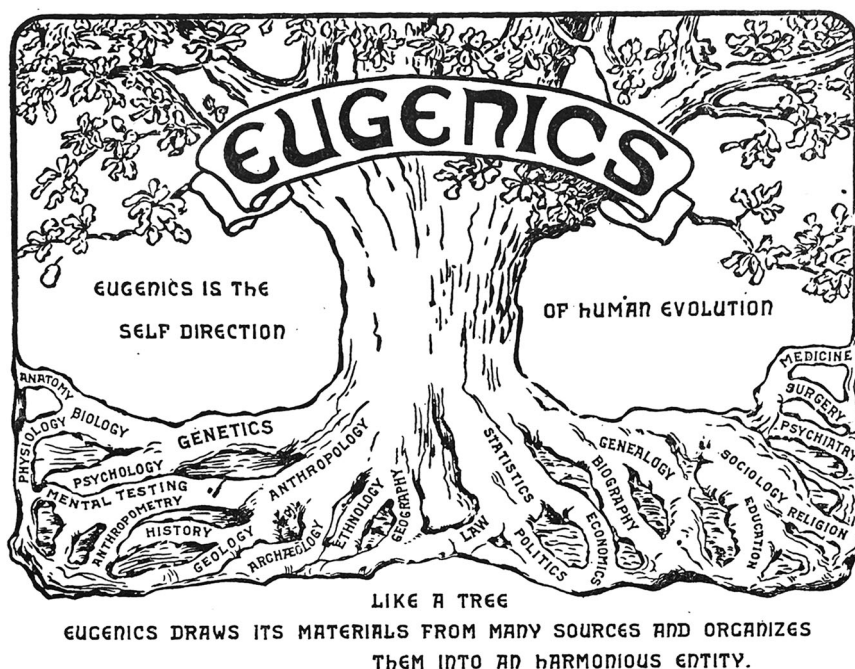 EUGENICS
EUGENICS IS THE
SELF DIRECTION
OF HUMAN EVOLUTION
ANATOMY
BIOLOGY
PHYSIOLOGY
GENETICS
PSYCHOLOGY
MENTAL TESTING
ANTHROPOMETRY
HISTORY
GEOLOGY
ANTHROPOLOGY
ARCHÆOLOGY
ETHNOLOGY
GEOGRAPHY
LAW
STATISTICS
POLITICS
ECONOMICS
GENEALOGY
BIOGRAPHY
SOCIOLOGY
EDUCATION
RELIGION
MEDICINE
SURGERY
PSYCHIATRY
LIKE A TREE
EUGENICS DRAWS ITS MATERIALS FROM MANY SOURCES AND ORGANIZES
THEM INTO AN HARMONIOUS ENTITY.